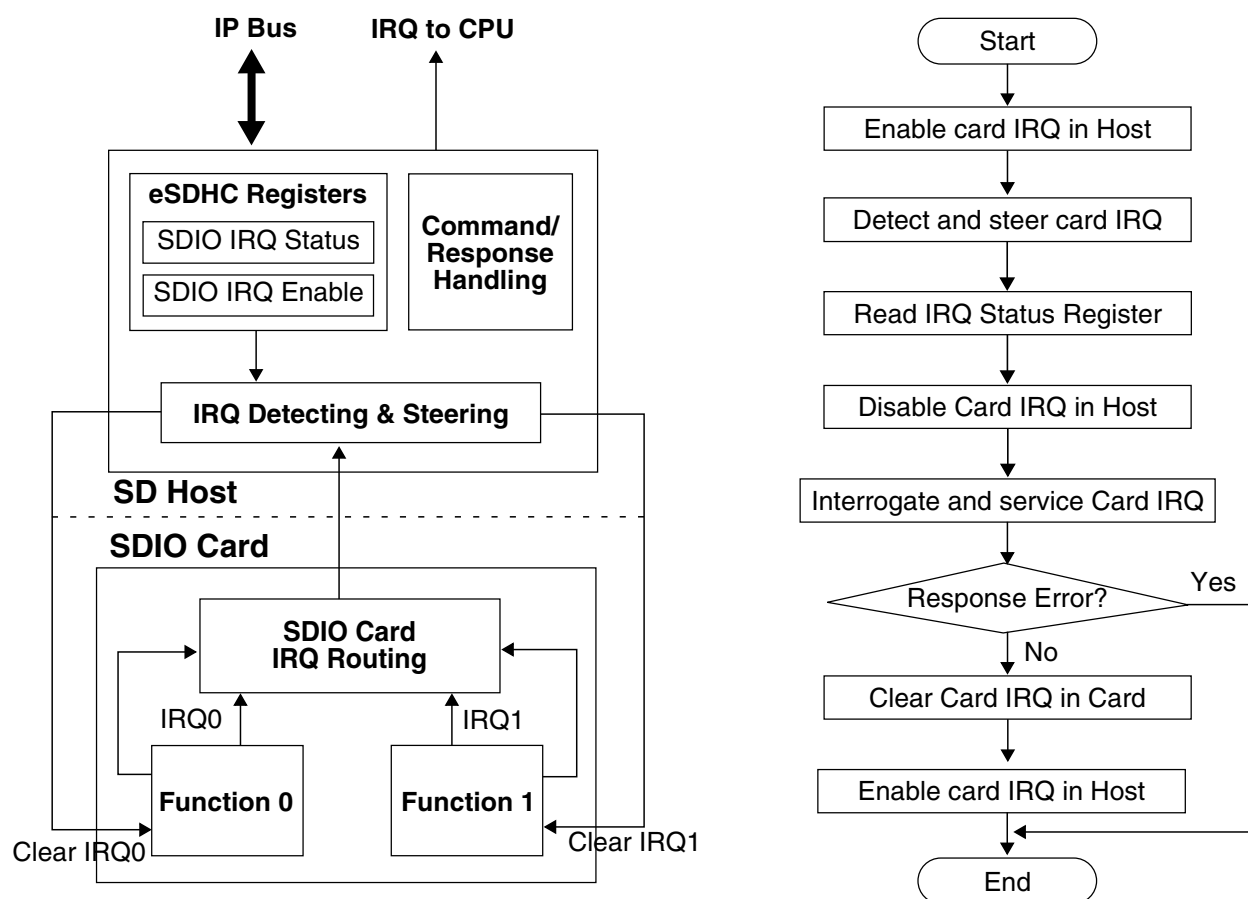 IP Bus
IRQ to CPU
eSDHC Registers
SDIO IRQ Status
SDIO IRQ Enable
Command/
Response
Handling
IRQ Detecting & Steering
SD Host
SDIO Card
SDIO Card
IRQ Routing
IRQ0
IRQ1
Function 0
Function 1
Clear IRQ0
Clear IRQ1
Start
Enable card IRQ in Host
Detect and steer card IRQ
Read IRQ Status Register
Disable Card IRQ in Host
Interrogate and service Card IRQ
Response Error?
Yes
No
Clear Card IRQ in Card
Enable card IRQ in Host
End